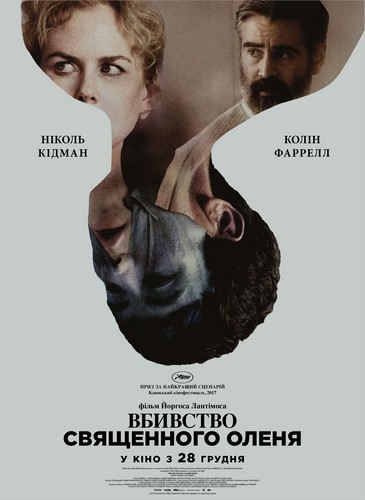 НІКОЛЬ
КІДМАН
КОЛІН
ФАРРЕЛЛ
ПРИЗ ЗА НАЙКРАЩИЙ СЦЕНАРІЙ
Каннський кінофестиваль, 2017
фільм Йоргоса Лантімоса
ВБИВСТВО
СВЯЩЕННОГО ОЛЕНЯ
У КІНО З 28 ГРУДНЯ